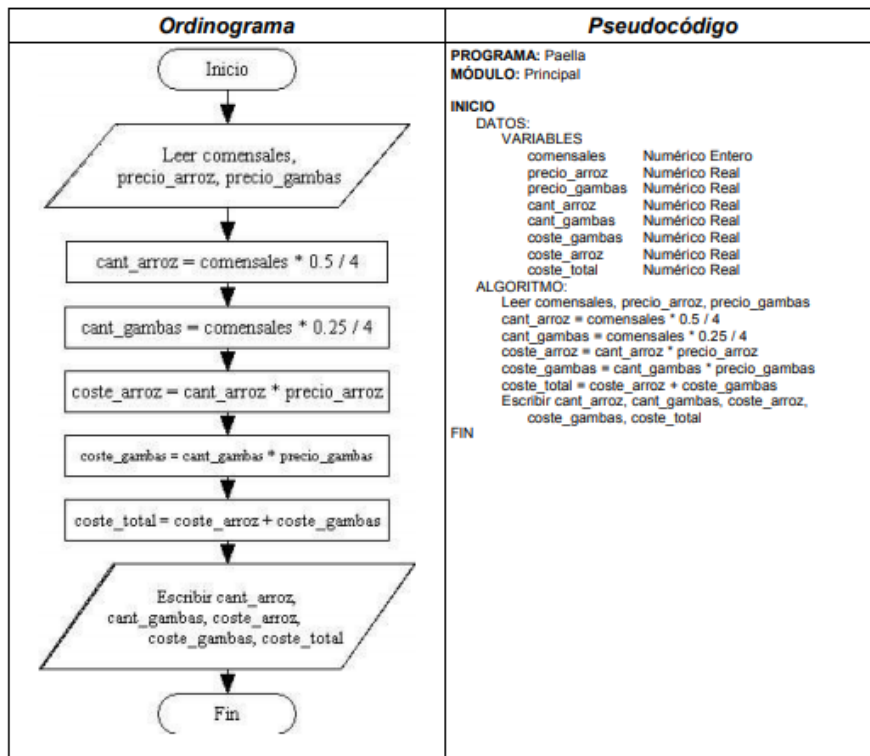 Ordinograma
Inicio
Leer comensales,
precio_arroz, precio_gambas
cant_arroz = comensales * 0.5 / 4
cant_gambas = comensales * 0.25 / 4
coste_arroz = cant_arroz * precio_arroz
coste_gambas = cant_gambas * precio_gambas
coste_total = coste_arroz + coste_gambas
Escribir cant_arroz,
cant_gambas, coste_arroz,
coste_gambas, coste_total
Fin
Pseudocódigo
PROGRAMA: Paella
MÓDULO: Principal
INICIO
DATOS:
VARIABLES
comensales Numérico Entero
precio_arroz Numérico Real
precio_gambas Numérico Real
cant_arroz Numérico Real
cant_gambas Numérico Real
coste_gambas Numérico Real
coste_arroz Numérico Real
coste_total Numérico Real
ALGORITMO:
Leer comensales, precio_arroz, precio_gambas
cant_arroz = comensales * 0.5 / 4
cant_gambas = comensales * 0.25 / 4
coste_arroz = cant_arroz * precio_arroz
coste_gambas = cant_gambas * precio_gambas
coste_total = coste_arroz + coste_gambas
Escribir cant_arroz, cant_gambas, coste_arroz,
coste_gambas, coste_total
FIN